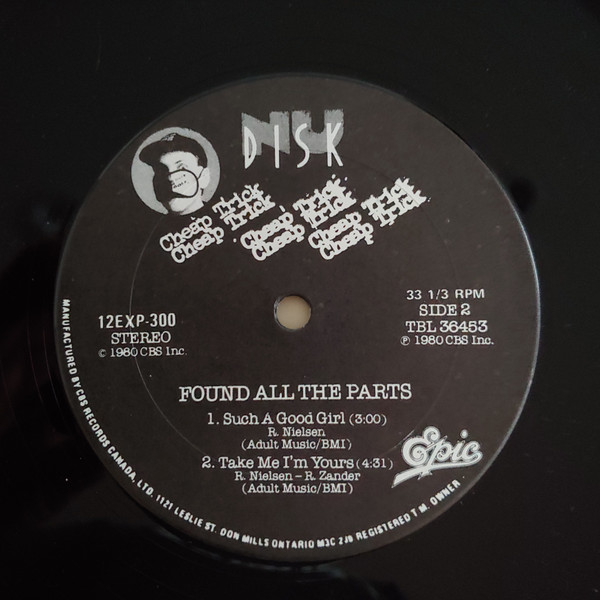 NU
DISK
Cheap Trick Cheap Trick Cheap Trick
Cheap Trick Cheap Trick Cheap Trick
12EXP-300
STEREO
© 1980 CBS Inc.
33 1/3 RPM
SIDE 2
TBL 36453
℗ 1980 CBS Inc.
FOUND ALL THE PARTS
1. Such A Good Girl (3:00)
R. Nielsen
(Adult Music/BMI)
2. Take Me I'm Yours (4:31)
R. Nielsen – R. Zander
(Adult Music/BMI)
Epic
MANUFACTURED BY CBS RECORDS CANADA, LTD. 1121 LESLIE ST. DON MILLS ONTARIO M3C 2J9 REGISTERED T M. OWNER